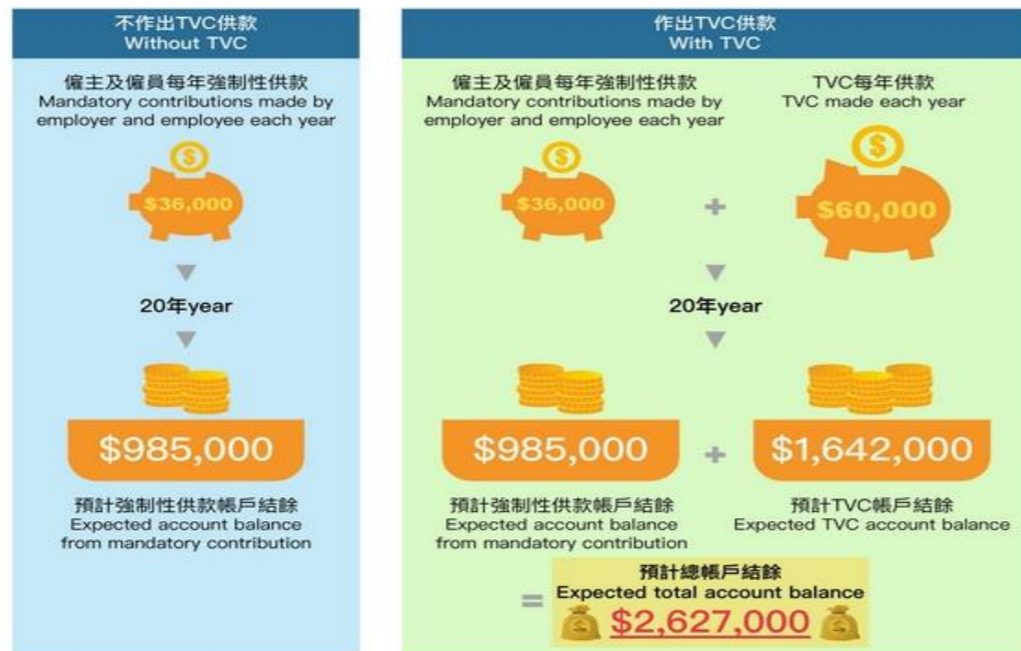 不作出TVC供款
Without TVC
僱主及僱員每年強制性供款
Mandatory contributions made by
employer and employee each year
$36,000
20年year
$985,000
預計強制性供款帳戶結餘
Expected account balance
from mandatory contribution
作出TVC供款
With TVC
僱主及僱員每年強制性供款
Mandatory contributions made by
employer and employee each year
TVC每年供款
TVC made each year
$36,000
+
$60,000
20年year
$985,000
+
$1,642,000
預計強制性供款帳戶結餘
Expected account balance
from mandatory contribution
預計TVC帳戶結餘
Expected TVC account balance
=
預計總帳戶結餘
Expected total account balance
$2,627,000